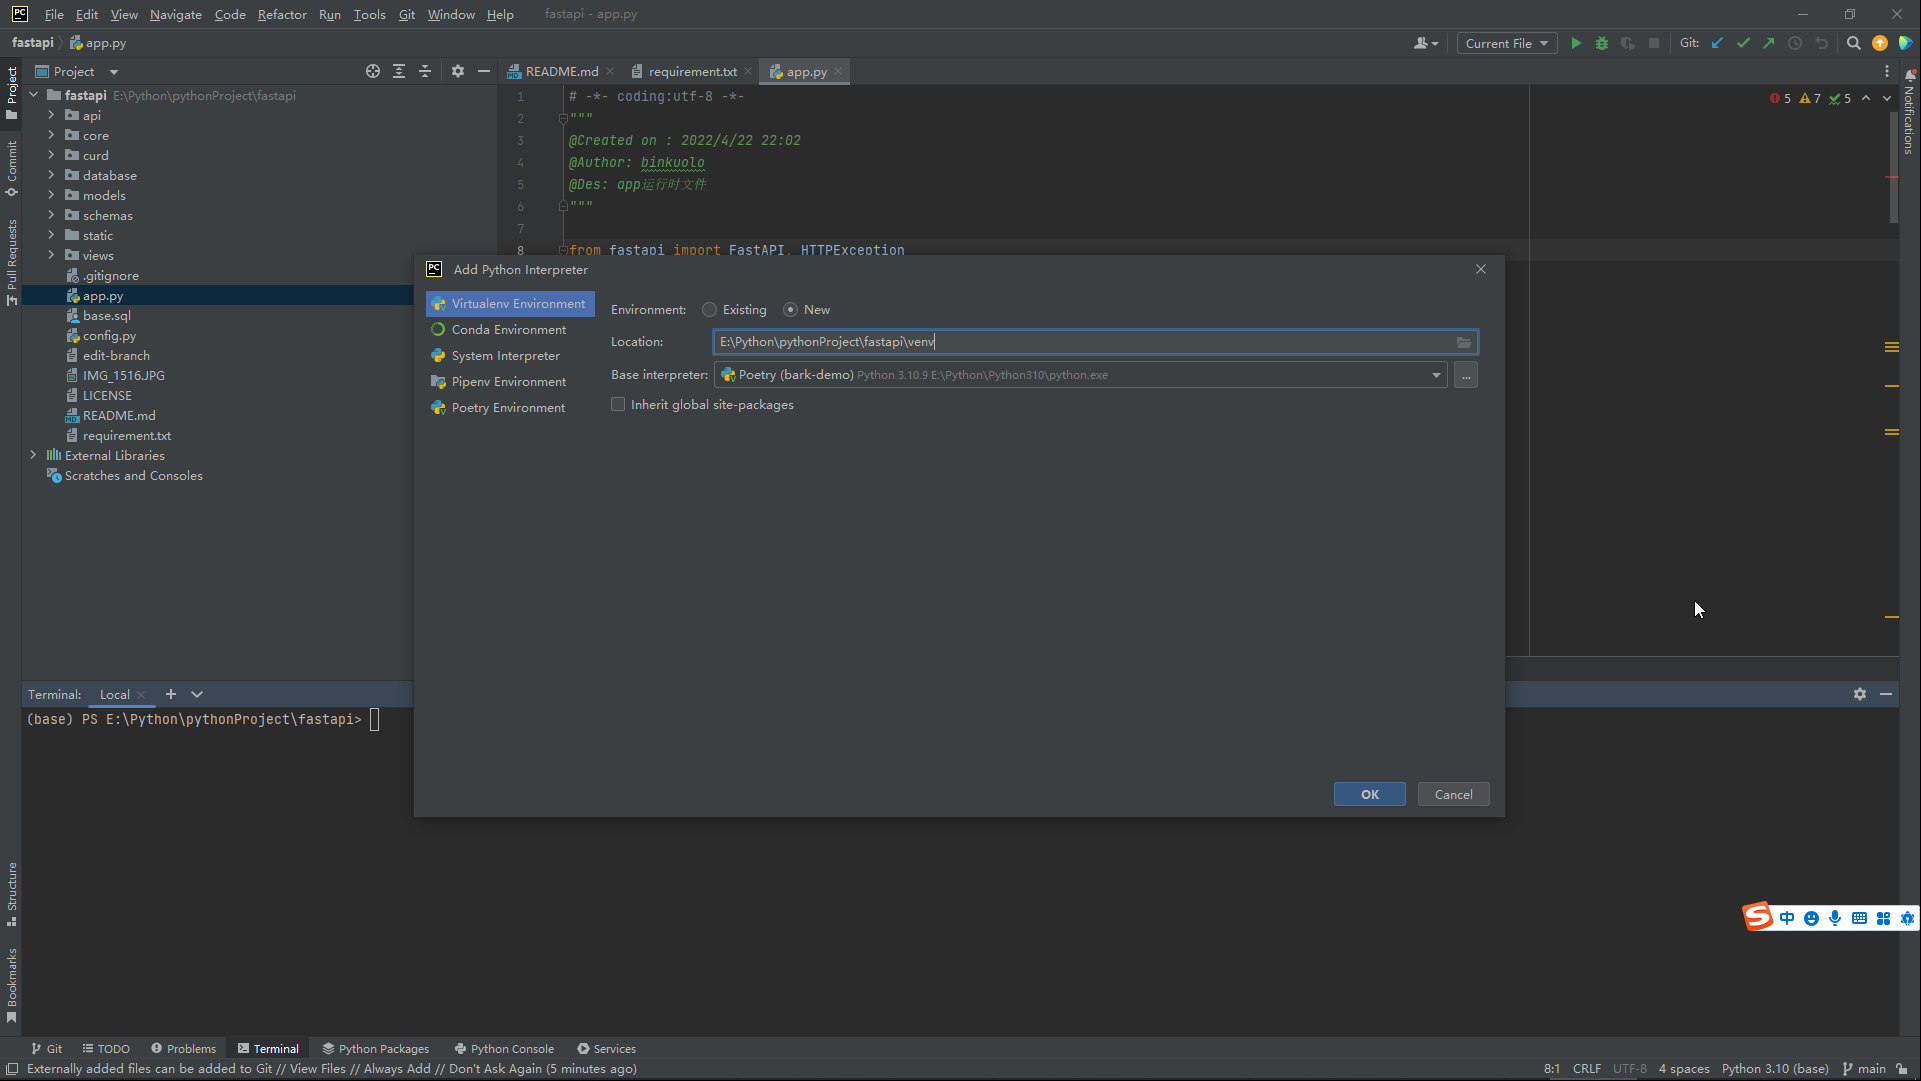 PC File Edit View Navigate Code Refactor Run Tools Git Window Help fastapi - app.py
fastapi app.py
Current File Git:
Project
README.md requirement.txt app.py
Project
Commit
Pull Requests
Structure
Bookmarks
Notifications
fastapi E:\Python\pythonProject\fastapi
api
core
curd
database
models
schemas
static
views
.gitignore
app.py
base.sql
config.py
edit-branch
IMG_1516.JPG
LICENSE
README.md
requirement.txt
External Libraries
Scratches and Consoles
5 7 5
1 # -*- coding:utf-8 -*-
2 """
3 @Created on : 2022/4/22 22:02
4 @Author: binkuolo
5 @Des: app运行时文件
6 """
7
8 from fastapi import FastAPI, HTTPException
PC Add Python Interpreter
Virtualenv Environment
Conda Environment
System Interpreter
Pipenv Environment
Poetry Environment
Environment: Existing New
Location: E:\Python\pythonProject\fastapi\venv
Base interpreter: Poetry (bark-demo) Python 3.10.9 E:\Python\Python310\python.exe ...
Inherit global site-packages
OK Cancel
Terminal: Local
(base) PS E:\Python\pythonProject\fastapi>
S 中
Git TODO Problems Terminal Python Packages Python Console Services
Externally added files can be added to Git // View Files // Always Add // Don't Ask Again (5 minutes ago)
8:1 CRLF UTF-8 4 spaces Python 3.10 (base) main